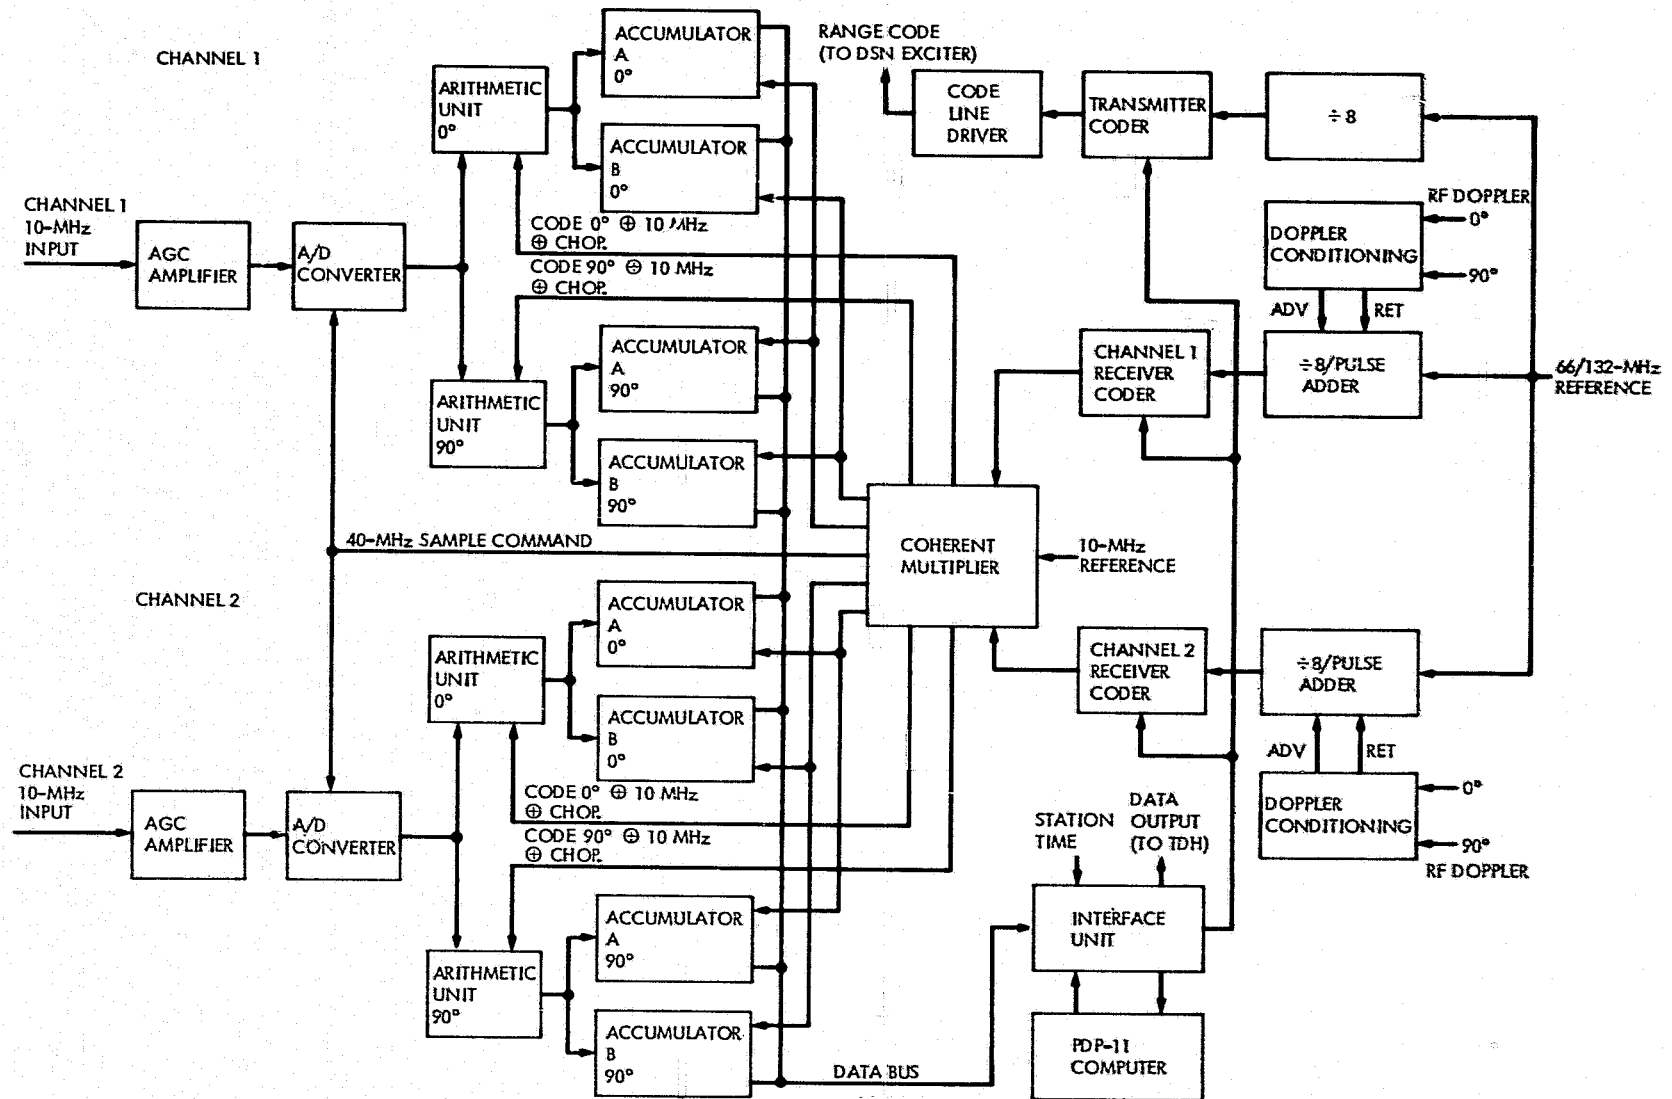 CHANNEL 1
CHANNEL 1
10-MHz
INPUT
AGC
AMPLIFIER
A/D
CONVERTER
ARITHMETIC
UNIT
0°
ACCUMULATOR
A
0°
ACCUMULATOR
B
0°
CODE 0° ⊕ 10 MHz
⊕ CHOP.
CODE 90° ⊕ 10 MHz
⊕ CHOP.
ARITHMETIC
UNIT
90°
ACCUMULATOR
A
90°
ACCUMULATOR
B
90°
40-MHz SAMPLE COMMAND
RANGE CODE
(TO DSN EXCITER)
CODE
LINE
DRIVER
TRANSMITTER
CODER
÷8
RF DOPPLER
0°
90°
DOPPLER
CONDITIONING
ADV
RET
CHANNEL 1
RECEIVER
CODER
÷8/PULSE
ADDER
66/132-MHz
REFERENCE
COHERENT
MULTIPLIER
10-MHz
REFERENCE
CHANNEL 2
CHANNEL 2
10-MHz
INPUT
AGC
AMPLIFIER
A/D
CONVERTER
ARITHMETIC
UNIT
0°
ACCUMULATOR
A
0°
ACCUMULATOR
B
0°
CODE 0° ⊕ 10 MHz
⊕ CHOP.
CODE 90° ⊕ 10 MHz
⊕ CHOP.
ARITHMETIC
UNIT
90°
ACCUMULATOR
A
90°
ACCUMULATOR
B
90°
DATA BUS
CHANNEL 2
RECEIVER
CODER
÷8/PULSE
ADDER
ADV
RET
DOPPLER
CONDITIONING
0°
90°
RF DOPPLER
STATION
TIME
DATA
OUTPUT
(TO TDH)
INTERFACE
UNIT
PDP-11
COMPUTER